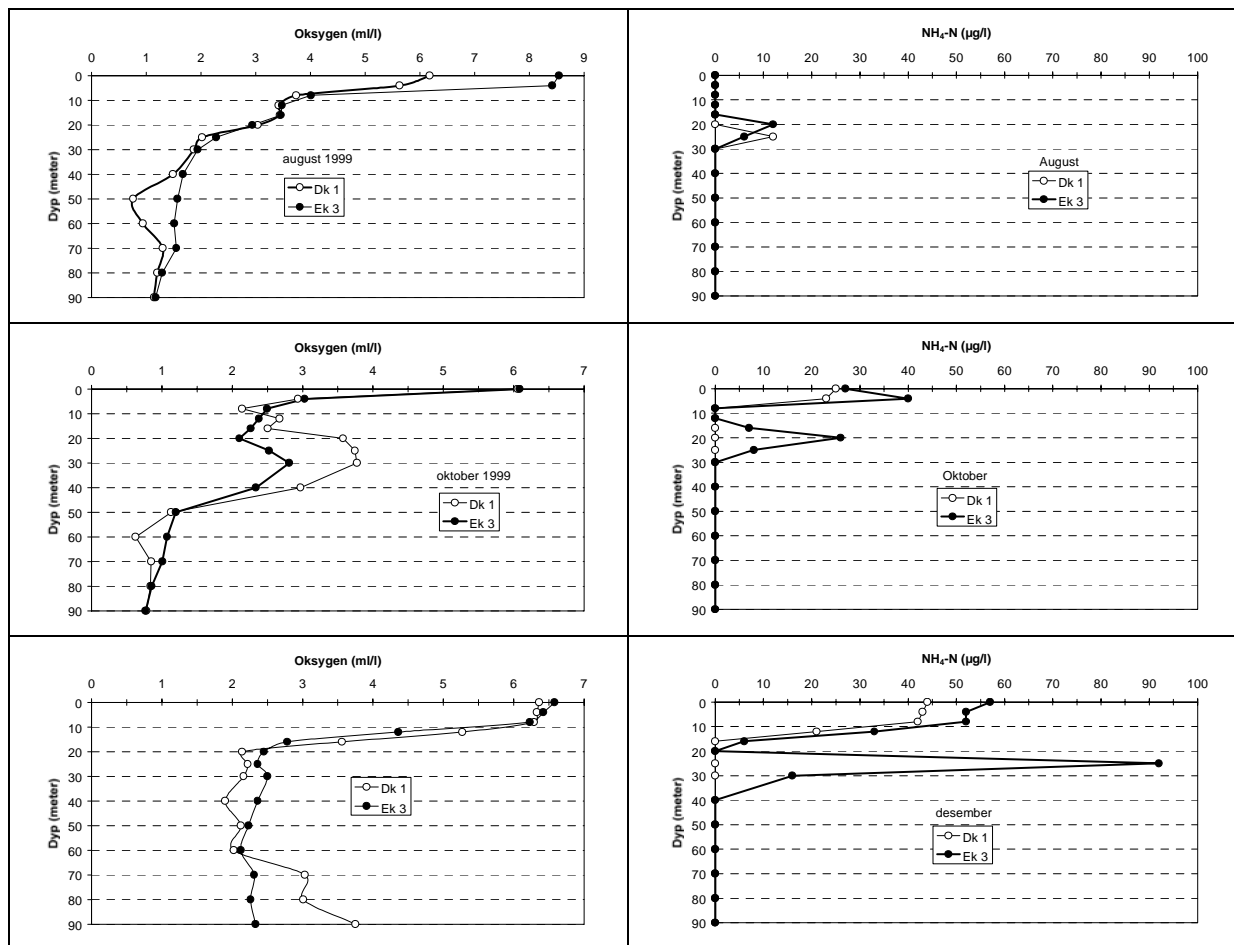 Oksygen (ml/l)
0 1 2 3 4 5 6 7 8 9
0
10
20
30
40
50
60
70
80
90
Dyp (meter)
august 1999
Dk 1
Ek 3
NH₄-N (µg/l)
0 10 20 30 40 50 60 70 80 90 100
0
10
20
30
40
50
60
70
80
90
Dyp (meter)
August
Dk 1
Ek 3
Oksygen (ml/l)
0 1 2 3 4 5 6 7
0
10
20
30
40
50
60
70
80
90
Dyp (meter)
oktober 1999
Dk 1
Ek 3
NH₄-N (µg/l)
0 10 20 30 40 50 60 70 80 90 100
0
10
20
30
40
50
60
70
80
90
Dyp (meter)
Oktober
Dk 1
Ek 3
Oksygen (ml/l)
0 1 2 3 4 5 6 7
0
10
20
30
40
50
60
70
80
90
Dyp (meter)
Dk 1
Ek 3
NH₄-N (µg/l)
0 10 20 30 40 50 60 70 80 90 100
0
10
20
30
40
50
60
70
80
90
Dyp (meter)
desember
Dk 1
Ek 3